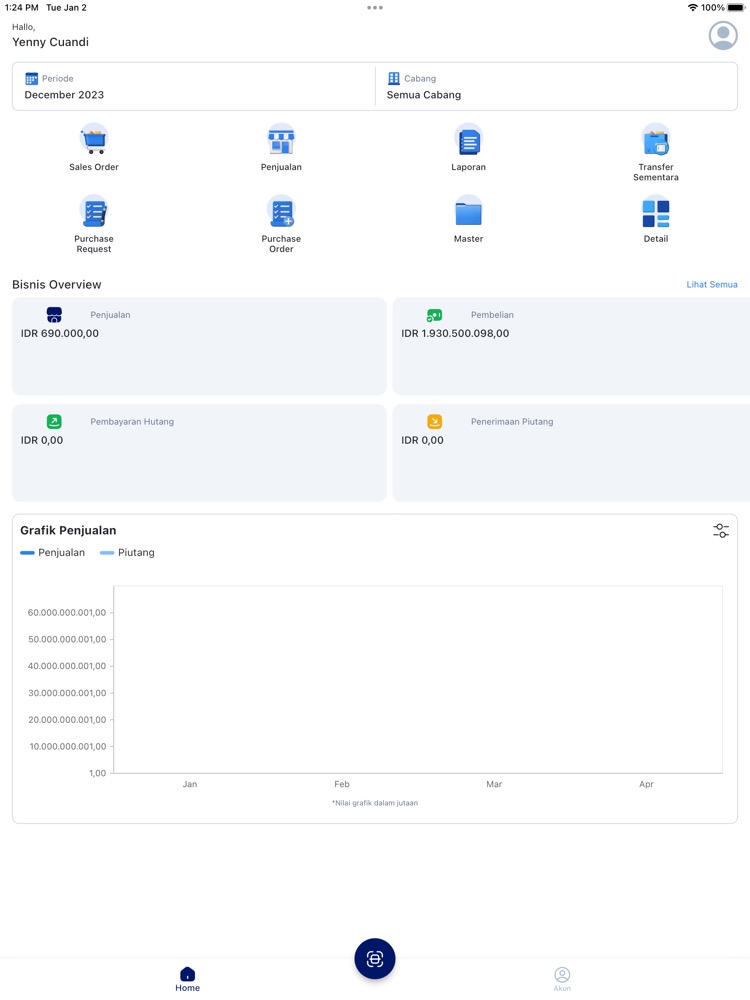 1:24 PM Tue Jan 2
100%
Hallo,
Yenny Cuandi
Periode
December 2023
Cabang
Semua Cabang
Sales Order
Penjualan
Laporan
Transfer
Sementara
Purchase
Request
Purchase
Order
Master
Detail
Bisnis Overview
Lihat Semua
Penjualan
IDR 690.000,00
Pembelian
IDR 1.930.500.098,00
Pembayaran Hutang
IDR 0,00
Penerimaan Piutang
IDR 0,00
Grafik Penjualan
Penjualan
Piutang
60.000.000.001,00
50.000.000.001,00
40.000.000.001,00
30.000.000.001,00
20.000.000.001,00
10.000.000.001,00
1,00
Jan
Feb
Mar
Apr
*Nilai grafik dalam jutaan
Home
Akun